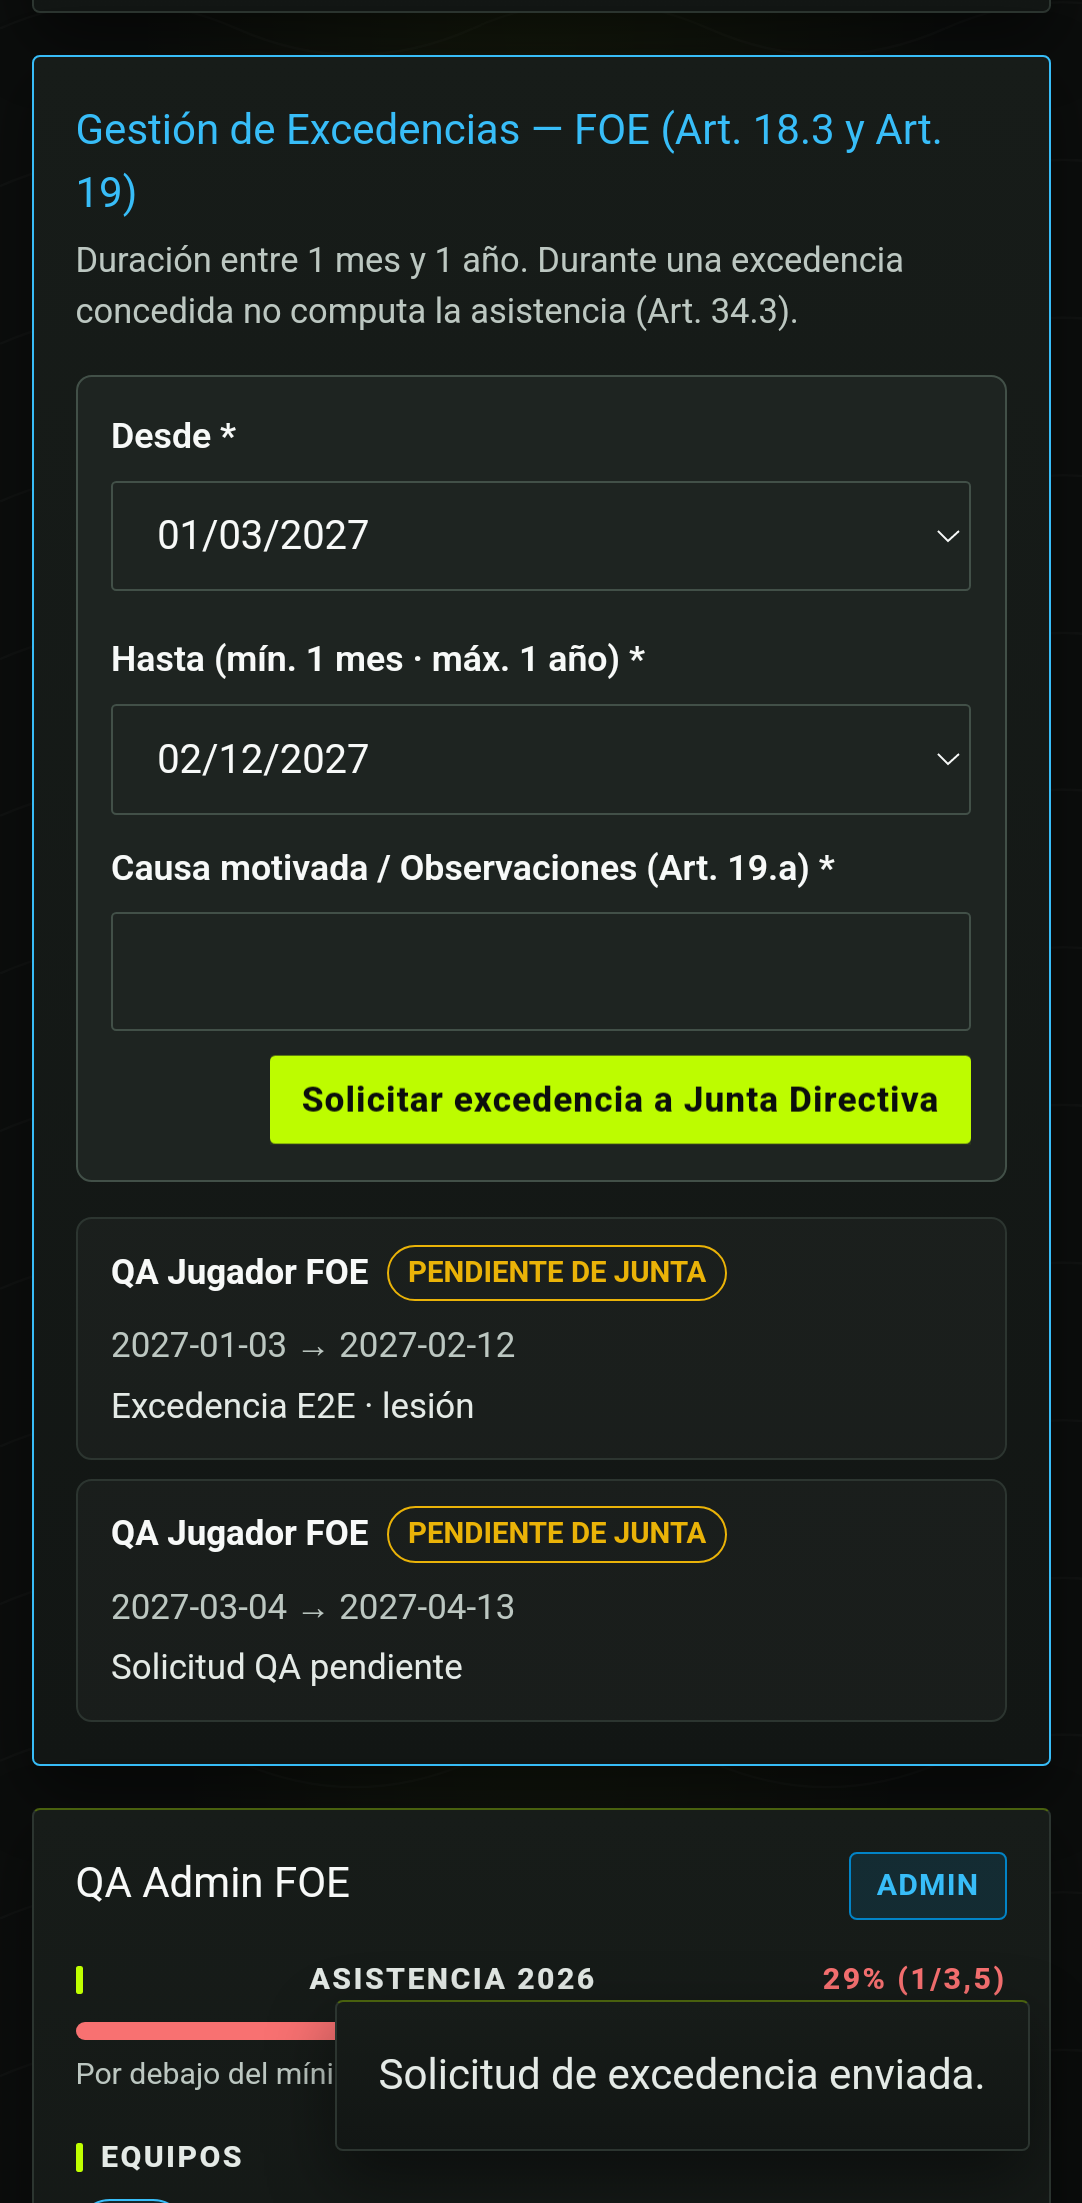 Gestión de Excedencias — FOE (Art. 18.3 y Art.
19)
Duración entre 1 mes y 1 año. Durante una excedencia
concedida no computa la asistencia (Art. 34.3).
Desde *
01/03/2027
Hasta (mín. 1 mes · máx. 1 año) *
02/12/2027
Causa motivada / Observaciones (Art. 19.a) *
Solicitar excedencia a Junta Directiva
QA Jugador FOE PENDIENTE DE JUNTA
2027-01-03 → 2027-02-12
Excedencia E2E · lesión
QA Jugador FOE PENDIENTE DE JUNTA
2027-03-04 → 2027-04-13
Solicitud QA pendiente
QA Admin FOE ADMIN
ASISTENCIA 2026 29% (1/3,5)
Por debajo del míni
Solicitud de excedencia enviada.
EQUIPOS